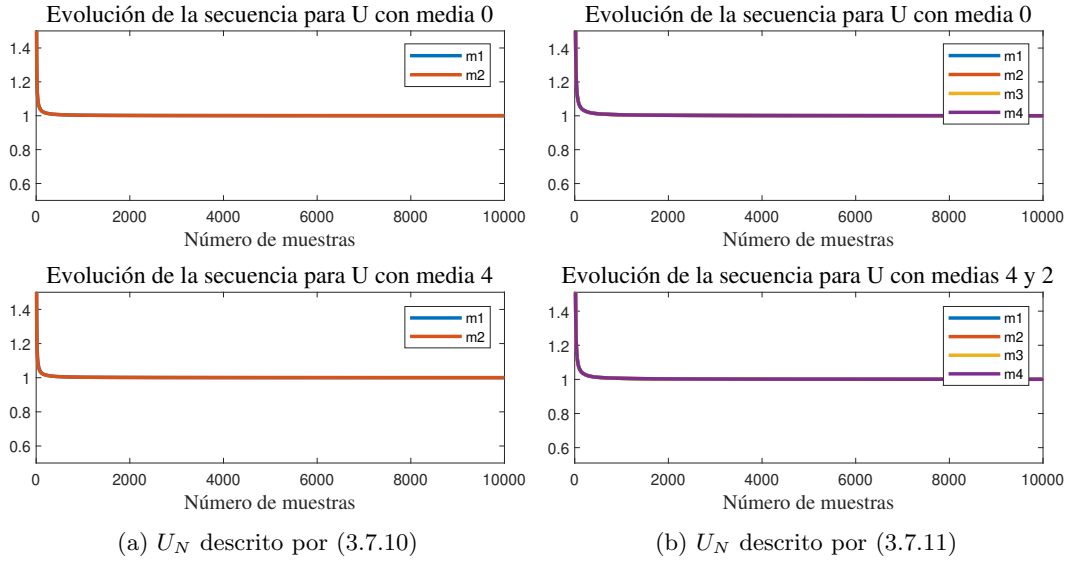 Evolución de la secuencia para U con media 0
1.4
1.2
1
0.8
0.6
m1
m2
0
2000
4000
6000
8000
10000
Número de muestras
Evolución de la secuencia para U con media 0
1.4
1.2
1
0.8
0.6
m1
m2
m3
m4
0
2000
4000
6000
8000
10000
Número de muestras
Evolución de la secuencia para U con media 4
1.4
1.2
1
0.8
0.6
m1
m2
0
2000
4000
6000
8000
10000
Número de muestras
Evolución de la secuencia para U con medias 4 y 2
1.4
1.2
1
0.8
0.6
m1
m2
m3
m4
0
2000
4000
6000
8000
10000
Número de muestras
(a) U_N descrito por (3.7.10)
(b) U_N descrito por (3.7.11)